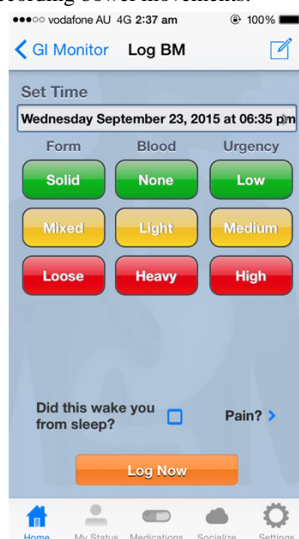 ecording bowel movements.
vodafone AU 4G 2:37 am 100%
GI Monitor Log BM
Set Time
Wednesday September 23, 2015 at 06:35 pm
Form Blood Urgency
Solid None Low
Mixed Light Medium
Loose Heavy High
Did this wake you
from sleep?
Pain? >
Log Now
Home My Status Medications Socialize Settings